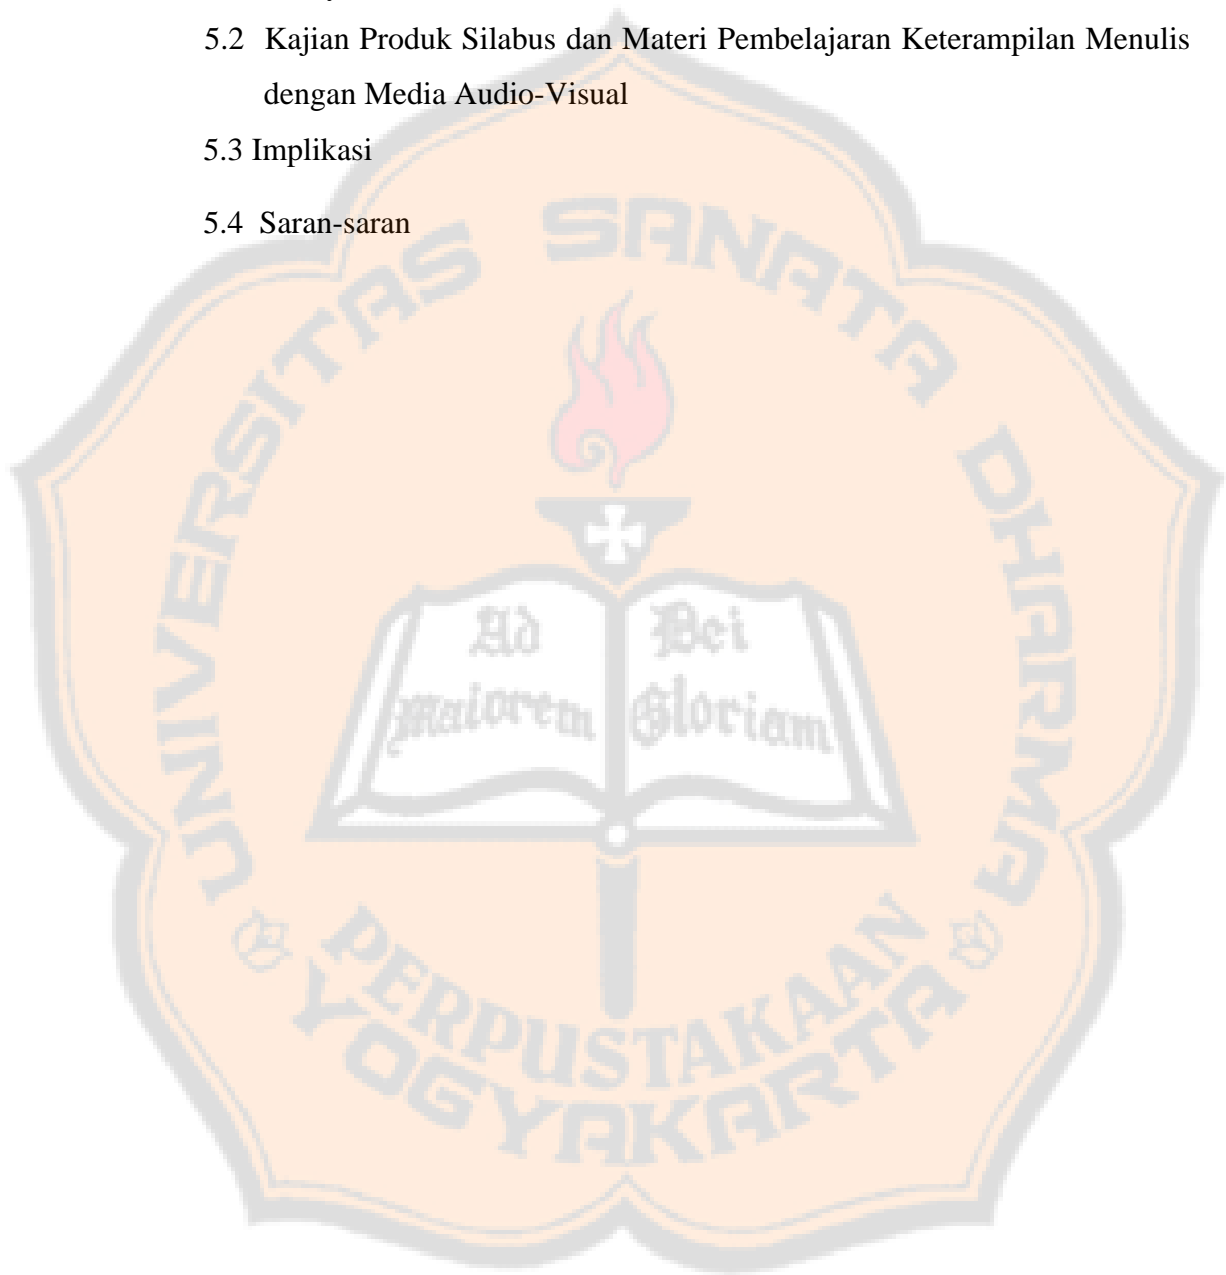 5.2 Kajian Produk Silabus dan Materi Pembelajaran Keterampilan Menulis
dengan Media Audio-Visual
5.3 Implikasi
5.4 Saran-saran
UNIVERSITAS SANATA DHARMA
Ad Dei
Maiorem Gloriam
PERPUSTAKAAN
YOGYAKARTA